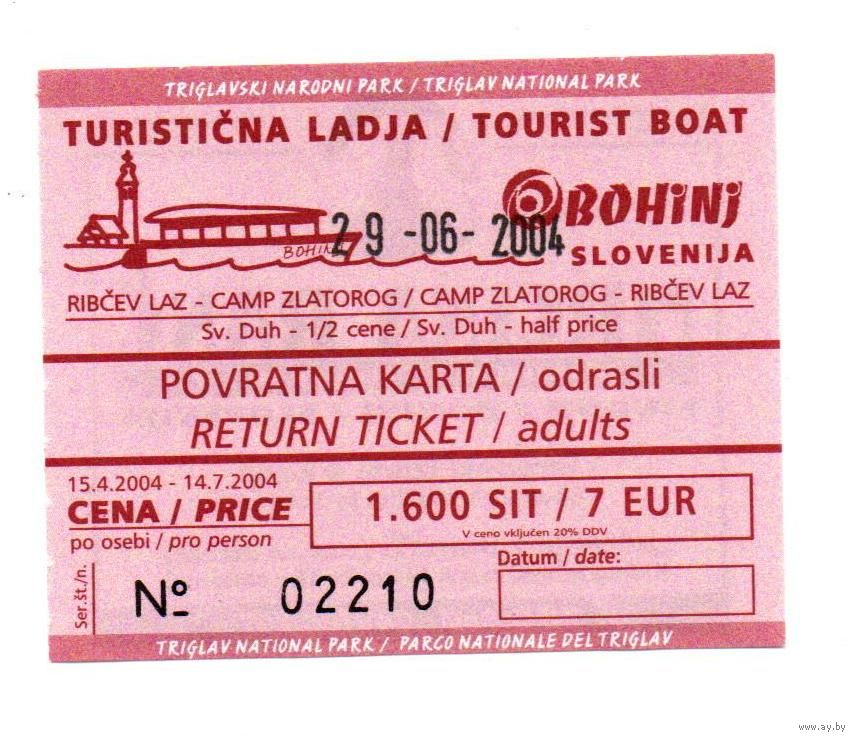 TRIGLAVSKI NARODNI PARK / TRIGLAV NATIONAL PARK
TURISTIČNA LADJA / TOURIST BOAT
BOHINJ
BOHINJ
29-06-2004
SLOVENIJA
RIBČEV LAZ - CAMP ZLATOROG / CAMP ZLATOROG - RIBČEV LAZ
Sv. Duh - 1/2 cene / Sv. Duh - half price
POVRATNA KARTA / odrasli
RETURN TICKET / adults
15.4.2004 - 14.7.2004
CENA / PRICE
po osebi / pro person
1.600 SIT / 7 EUR
V ceno vključen 20% DDV
Datum / date:
Ser.št./n.
Nº 02210
TRIGLAV NATIONAL PARK / PARCO NATIONALE DEL TRIGLAV
www.ay.by